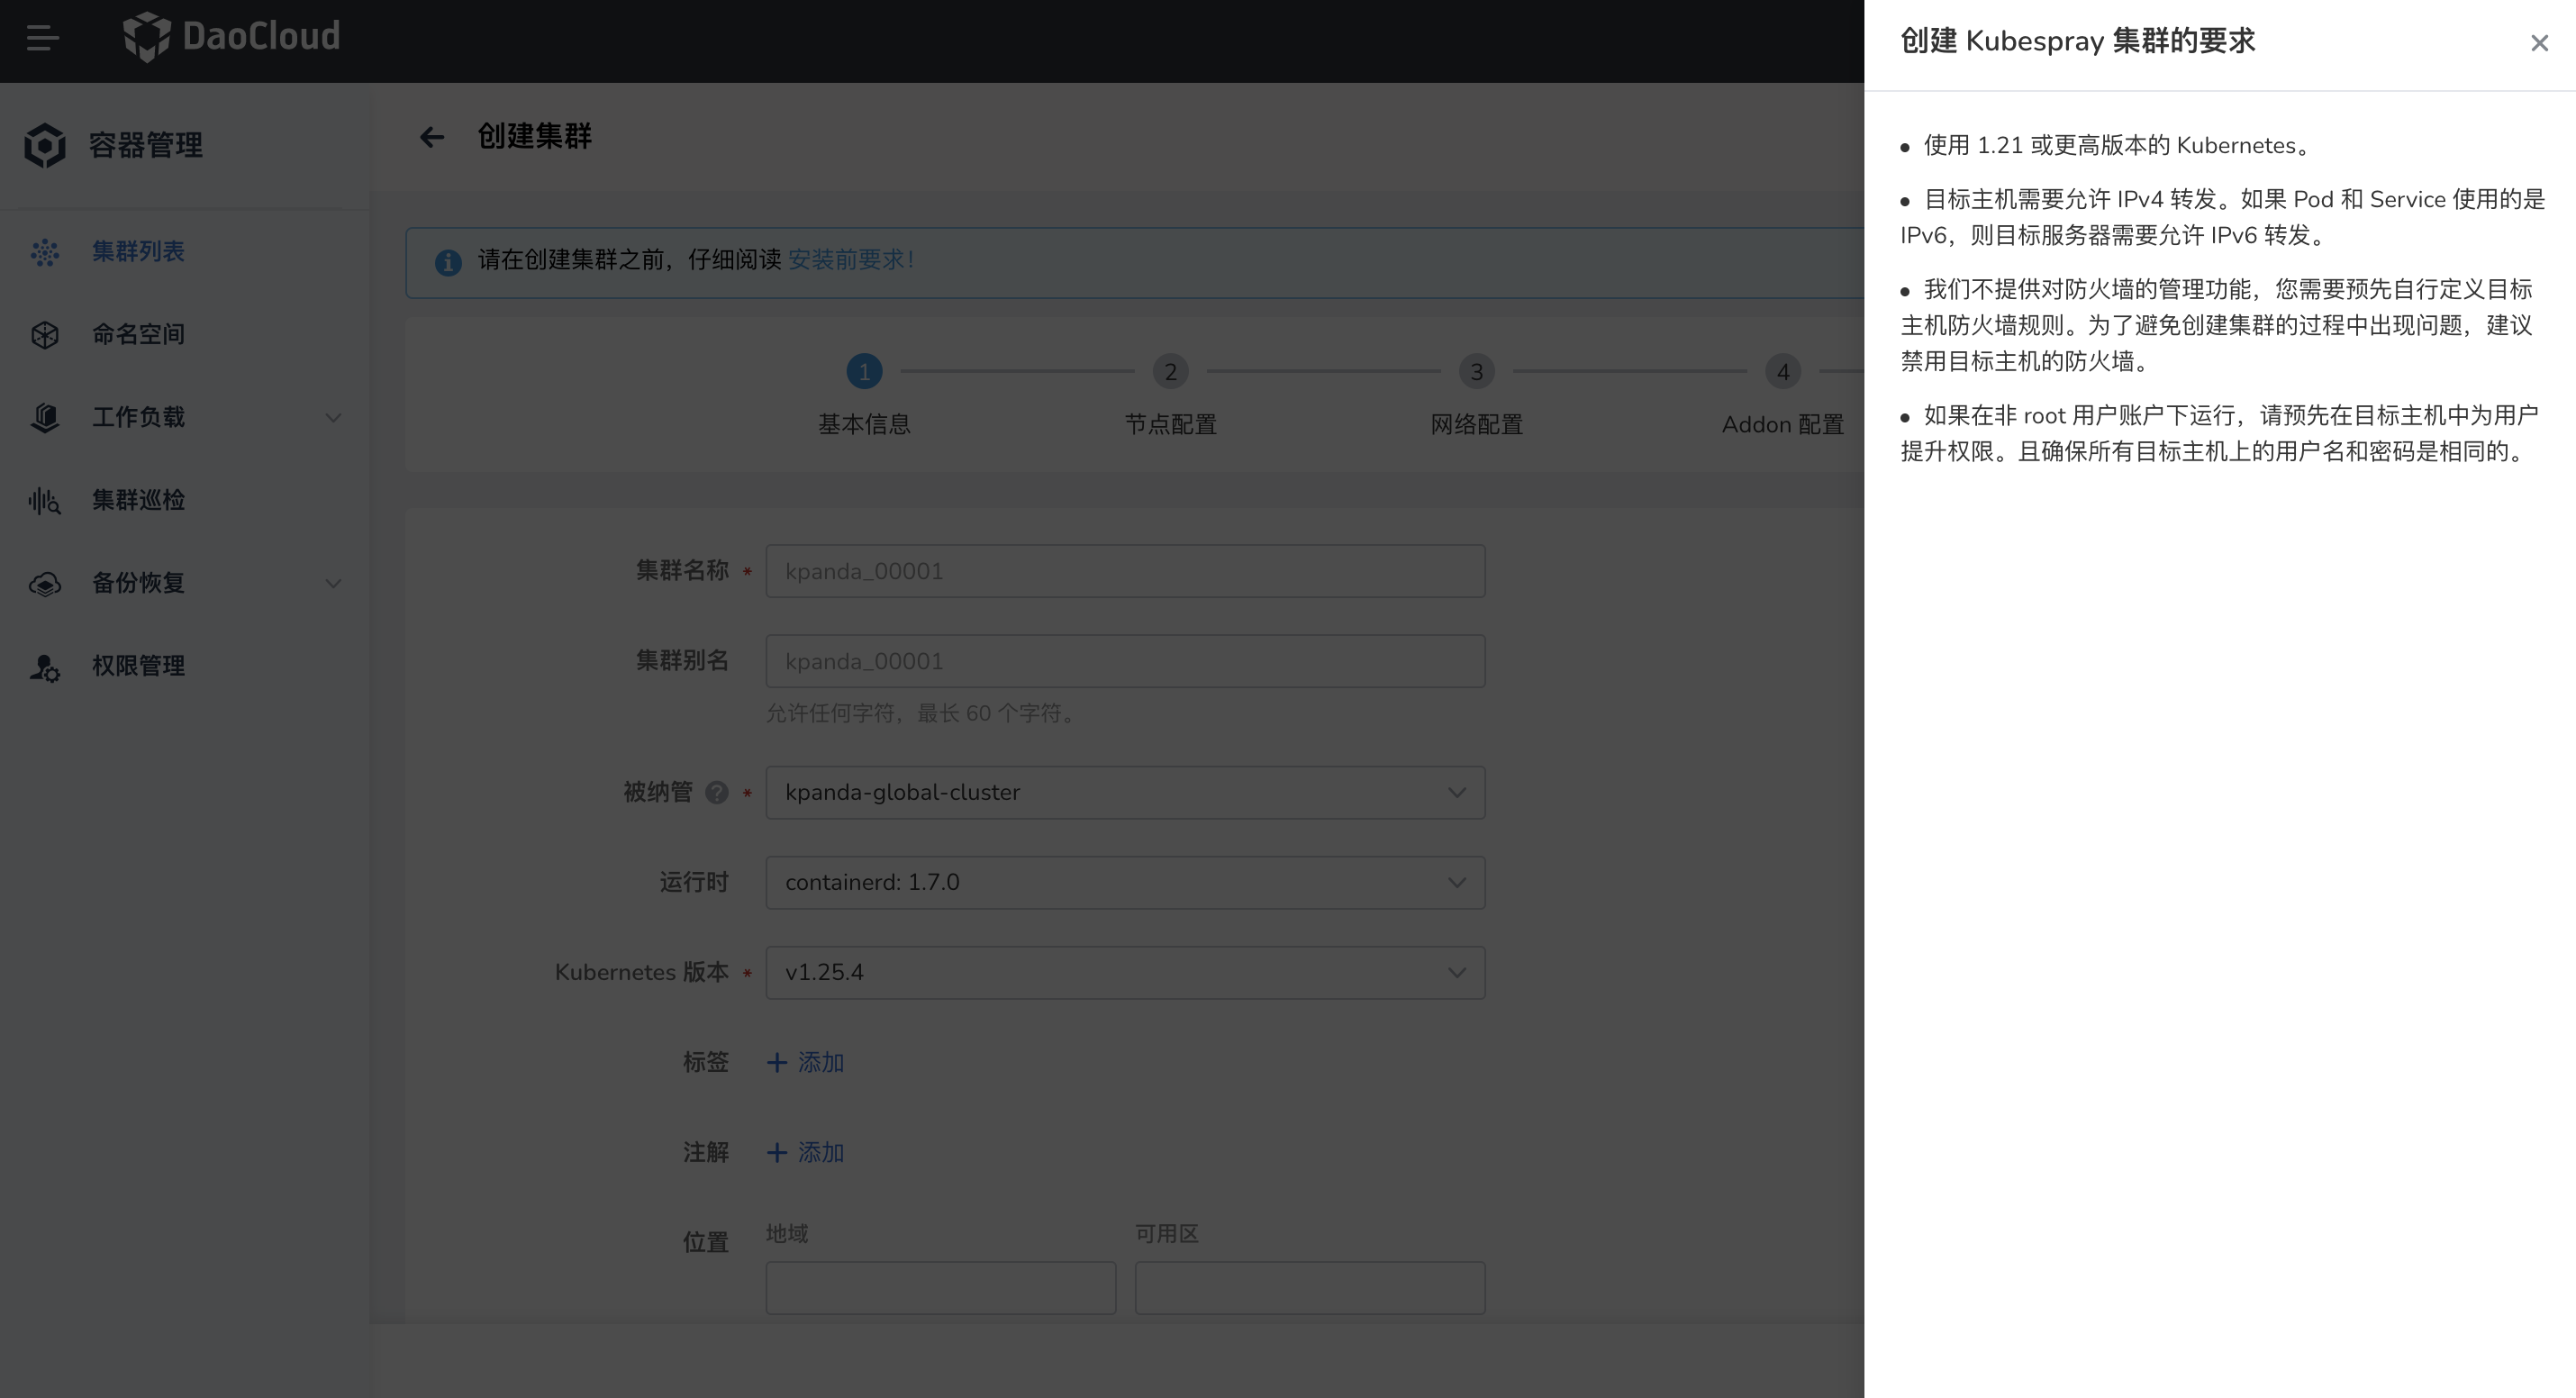 DaoCloud
容器管理
集群列表
命名空间
工作负载
集群巡检
备份恢复
权限管理
创建集群
请在创建集群之前，仔细阅读 安装前要求！
1
2
3
4
基本信息
节点配置
网络配置
Addon 配置
集群名称 *
kpanda_00001
集群别名
kpanda_00001
允许任何字符，最长 60 个字符。
被纳管 ? *
kpanda-global-cluster
运行时
containerd: 1.7.0
Kubernetes 版本 *
v1.25.4
标签
+ 添加
注解
+ 添加
位置
地域
可用区
创建 Kubespray 集群的要求
● 使用 1.21 或更高版本的 Kubernetes。
● 目标主机需要允许 IPv4 转发。如果 Pod 和 Service 使用的是
IPv6，则目标服务器需要允许 IPv6 转发。
● 我们不提供对防火墙的管理功能，您需要预先自行定义目标
主机防火墙规则。为了避免创建集群的过程中出现问题，建议
禁用目标主机的防火墙。
● 如果在非 root 用户账户下运行，请预先在目标主机中为用户
提升权限。且确保所有目标主机上的用户名和密码是相同的。